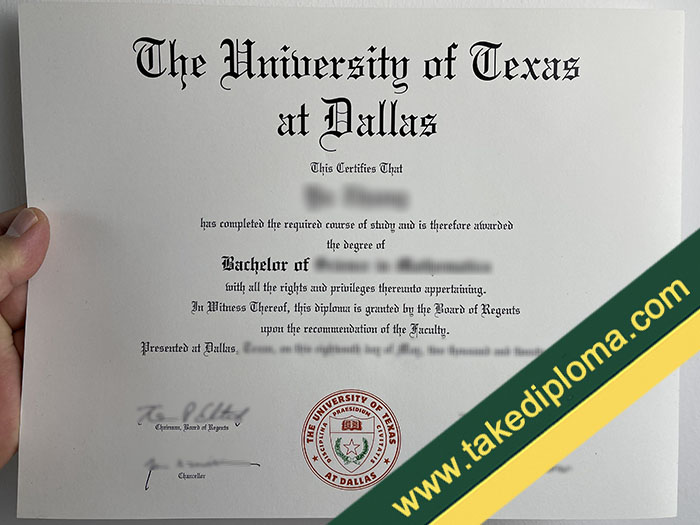 The University of Texas
at Dallas
This Certifies That
has completed the required course of study and is therefore awarded
the degree of
Bachelor of
with all the rights and privileges thereunto appertaining.
In Witness Thereof, this diploma is granted by the Board of Regents
upon the recommendation of the Faculty.
Presented at Dallas,
Chairman, Board of Regents
Chancellor
THE UNIVERSITY OF TEXAS
AT DALLAS
PRAESIDIUM
DISCIPLINA
CIVITATIS
www.takediploma.com